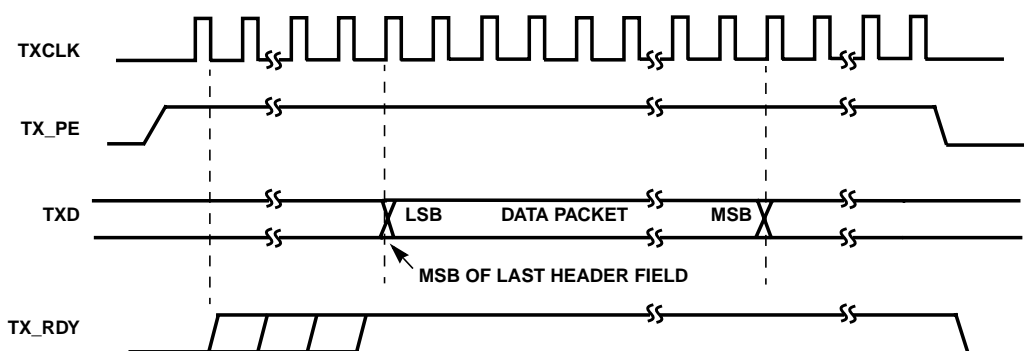 TXCLK
TX_PE
TXD
LSB DATA PACKET MSB
MSB OF LAST HEADER FIELD
TX_RDY